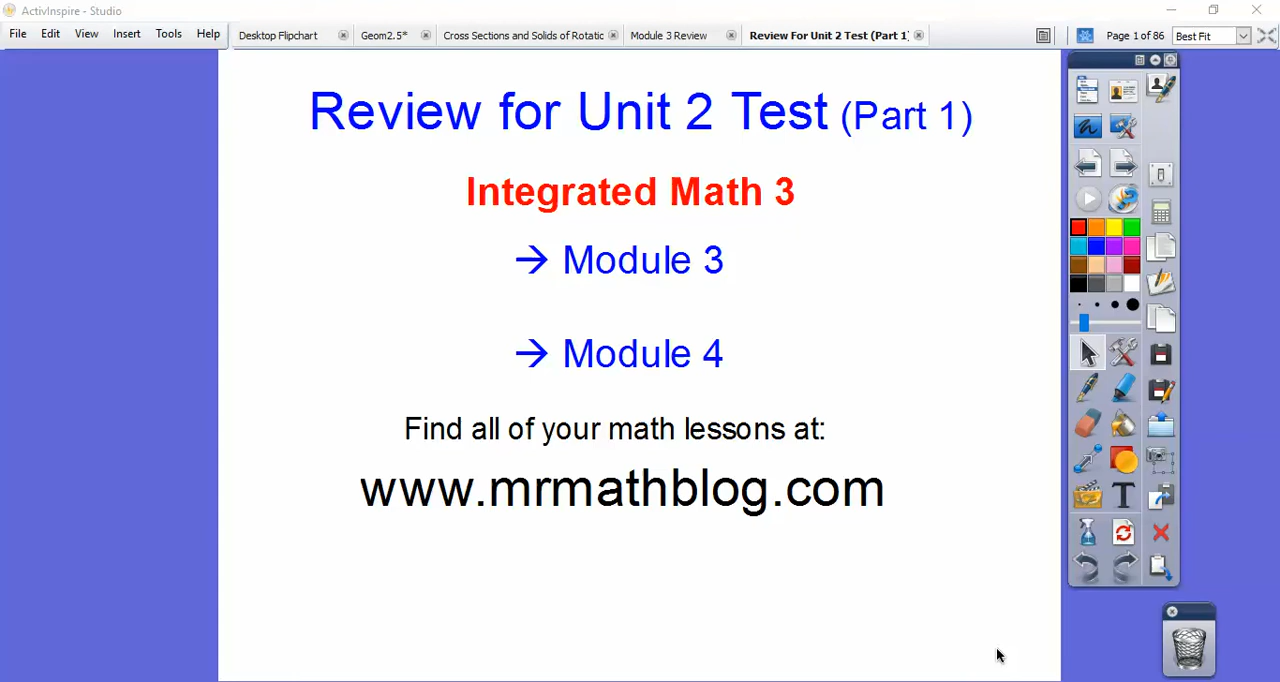 ActivInspire - Studio
File Edit View Insert Tools Help
Desktop Flipchart Geom2.5* Cross Sections and Solids of Rotatic Module 3 Review Review For Unit 2 Test (Part 1) Page 1 of 86 Best Fit
Review for Unit 2 Test (Part 1)
Integrated Math 3
→ Module 3
→ Module 4
Find all of your math lessons at:
www.mrmathblog.com
T